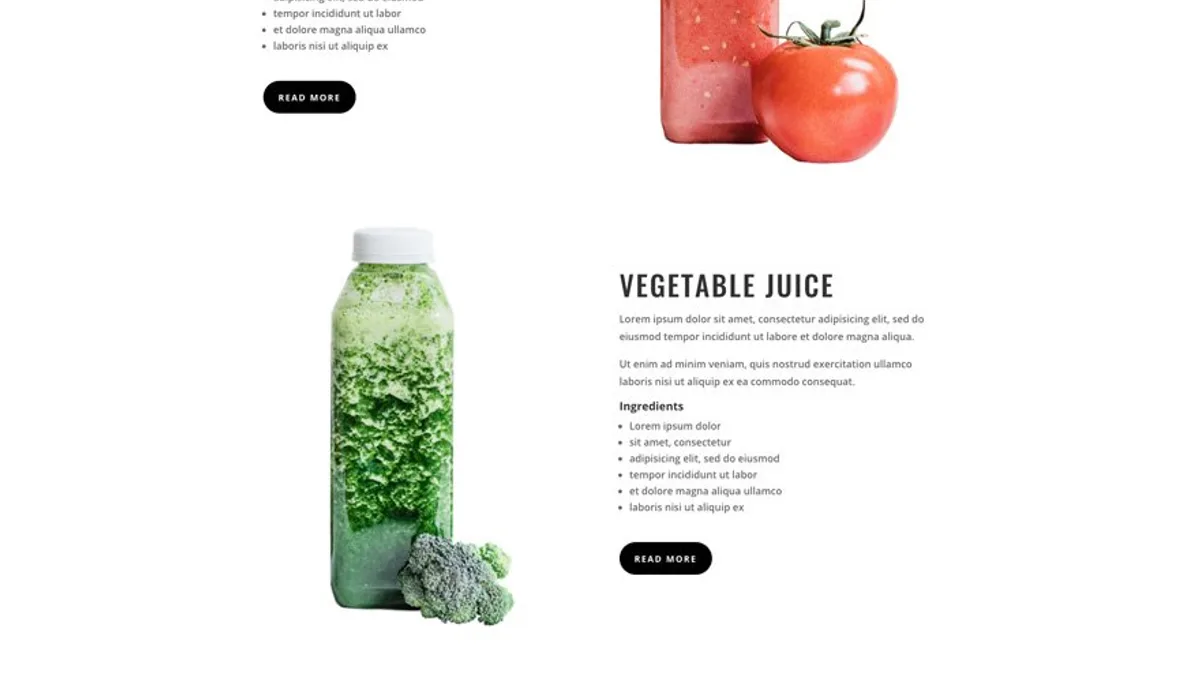 tempor incididunt ut labor
et dolore magna aliqua ullamco
laboris nisi ut aliquip ex
READ MORE
VEGETABLE JUICE
Lorem ipsum dolor sit amet, consectetur adipisicing elit, sed do
eiusmod tempor incididunt ut labore et dolore magna aliqua.
Ut enim ad minim veniam, quis nostrud exercitation ullamco
laboris nisi ut aliquip ex ea commodo consequat.
Ingredients
Lorem ipsum dolor
sit amet, consectetur
adipisicing elit, sed do eiusmod
tempor incididunt ut labor
et dolore magna aliqua ullamco
laboris nisi ut aliquip ex
READ MORE